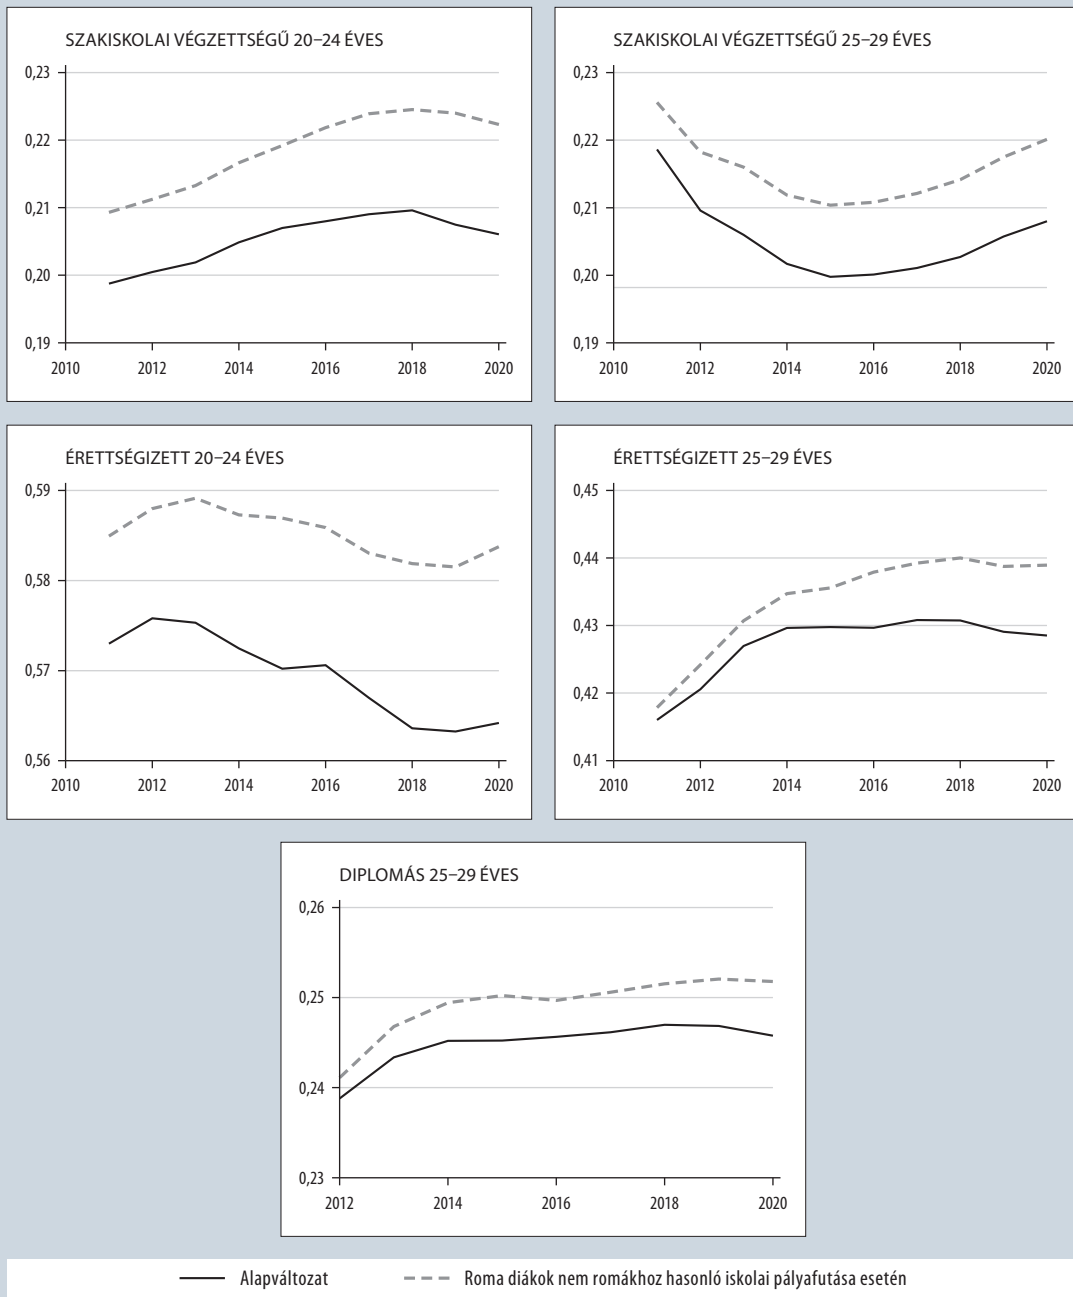 SZAKISKOLAI VÉGZETTSÉGŰ 20–24 ÉVES
0,23
0,22
0,21
0,20
0,19
2010 2012 2014 2016 2018 2020
SZAKISKOLAI VÉGZETTSÉGŰ 25–29 ÉVES
0,23
0,22
0,21
0,20
0,19
2010 2012 2014 2016 2018 2020
ÉRETTSÉGIZETT 20–24 ÉVES
0,59
0,58
0,57
0,56
2010 2012 2014 2016 2018 2020
ÉRETTSÉGIZETT 25–29 ÉVES
0,45
0,44
0,43
0,42
0,41
2010 2012 2014 2016 2018 2020
DIPLOMÁS 25–29 ÉVES
0,26
0,25
0,24
0,23
2012 2014 2016 2018 2020
Alapváltozat
Roma diákok nem romákhoz hasonló iskolai pályafutása esetén